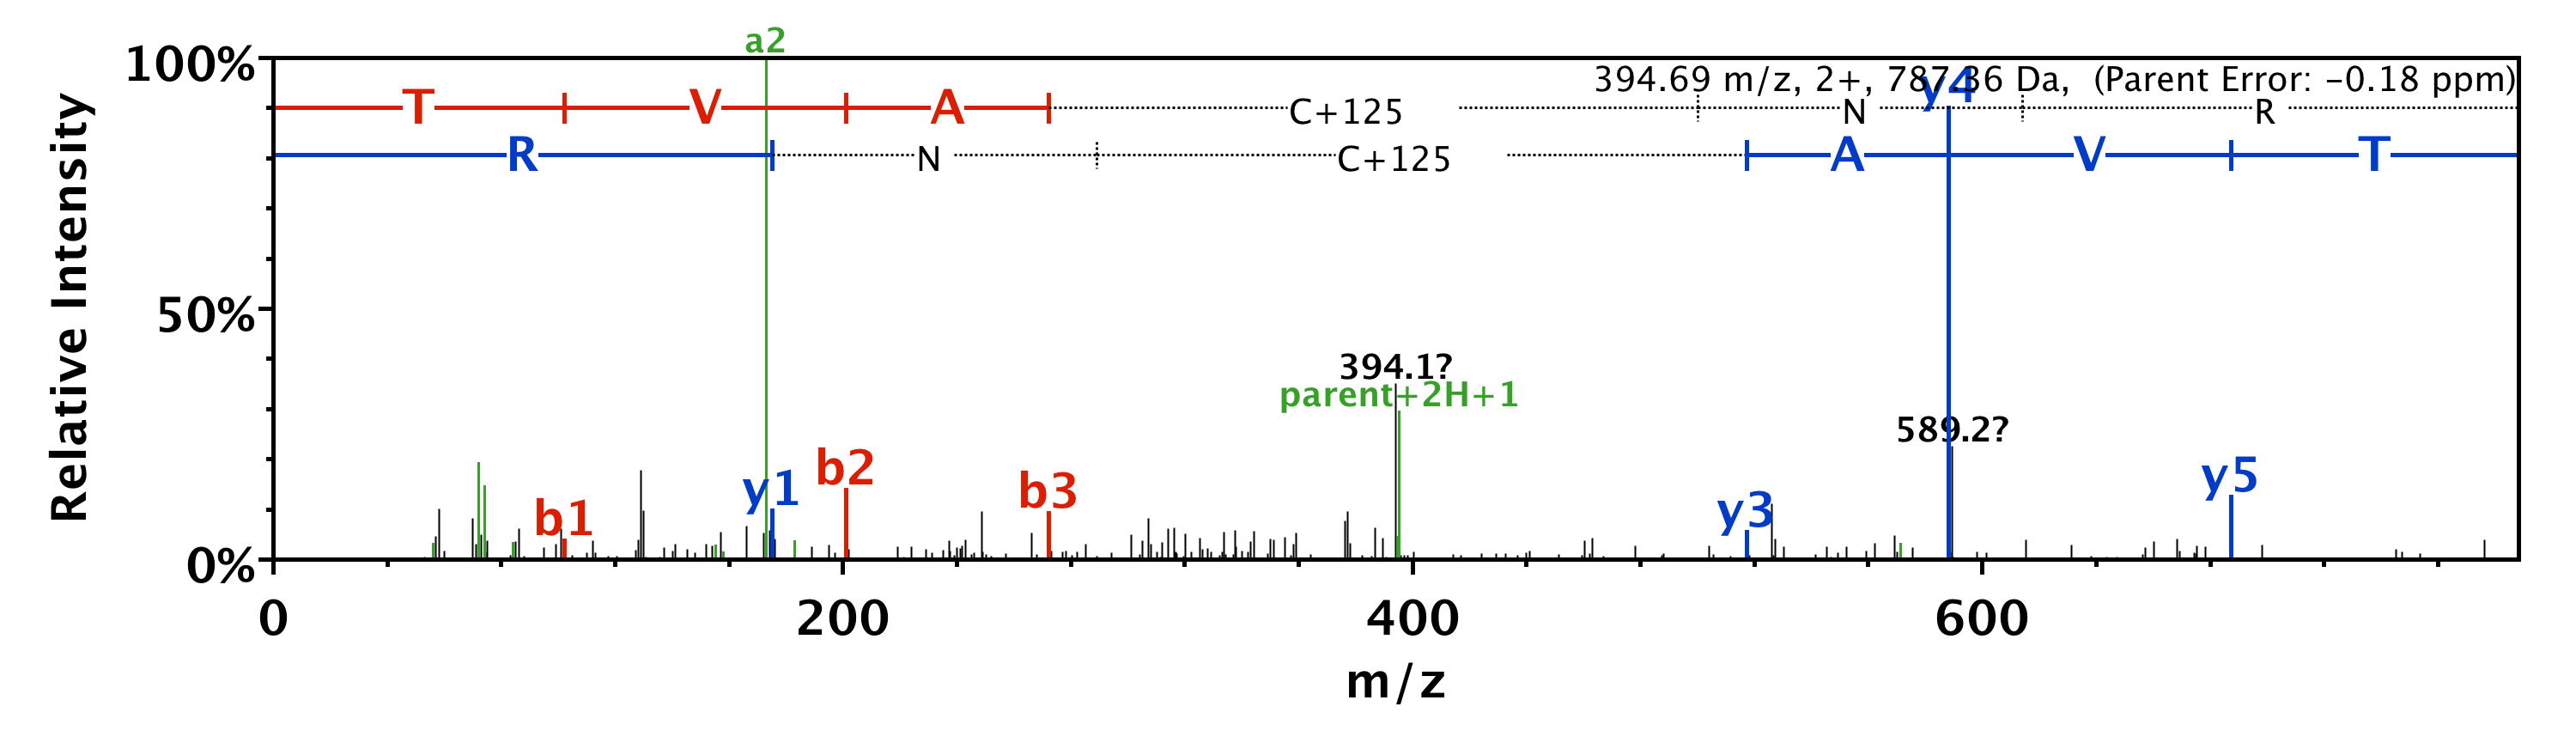 a2
100%
394.69 m/z, 2+, 787.36 Da, (Parent Error: −0.18 ppm)
y4
T V A C+125 N R
R N C+125 A V T
Relative Intensity
50%
394.1?
parent+2H+1
589.2?
b1 y1 b2 b3 y3 y5
0%
0 200 400 600
m/z